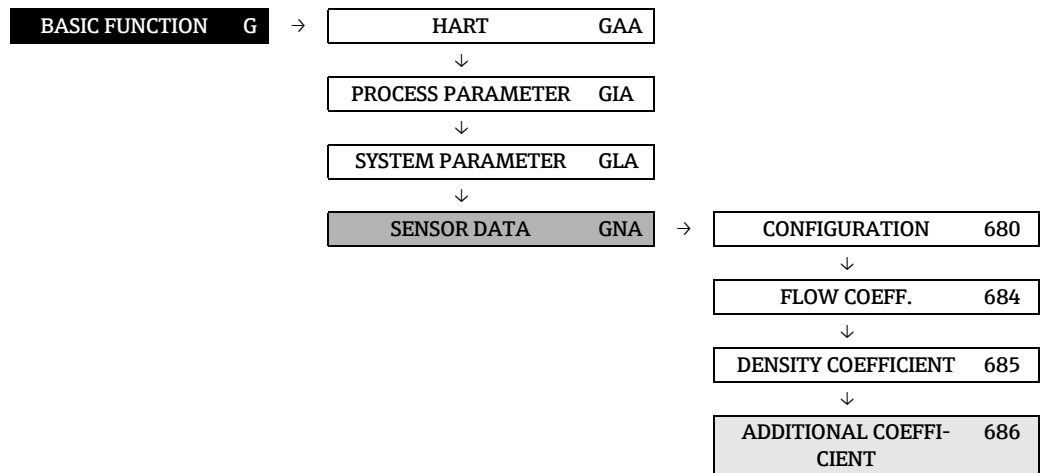 BASIC FUNCTION G → HART GAA
↓
PROCESS PARAMETER GIA
↓
SYSTEM PARAMETER GLA
↓
SENSOR DATA GNA → CONFIGURATION 680
↓
FLOW COEFF. 684
↓
DENSITY COEFFICIENT 685
↓
ADDITIONAL COEFFI- 686
CIENT